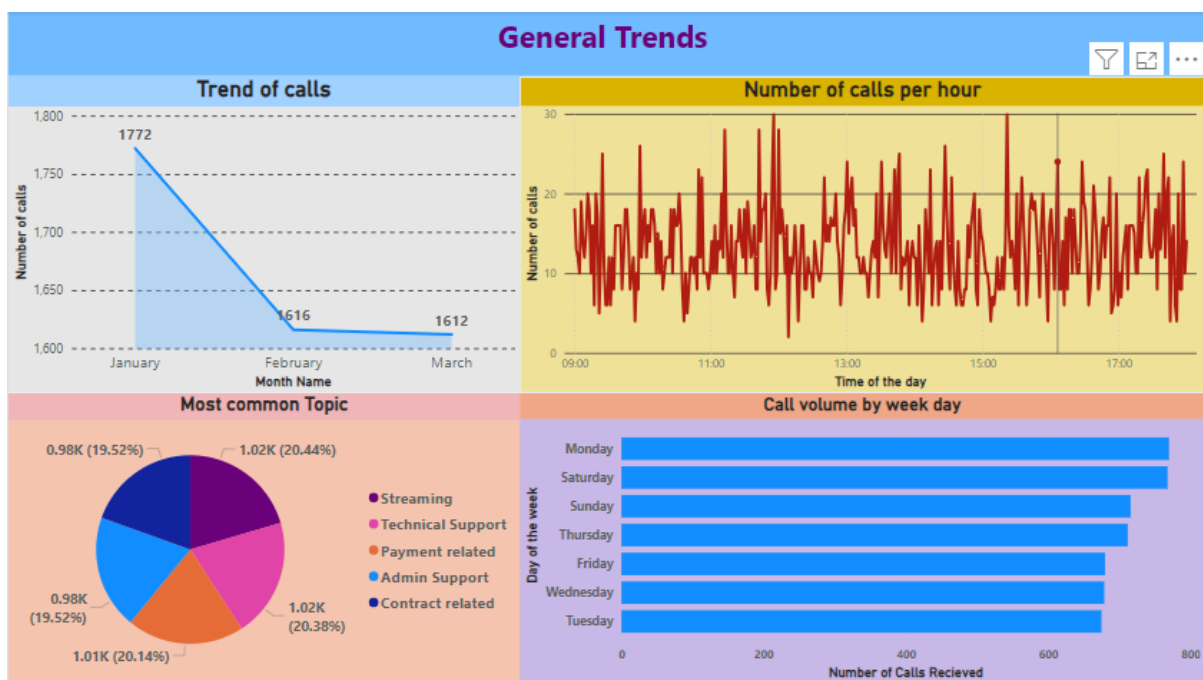 General Trends
Trend of calls
1,800
1,750
1,700
1,650
1,600
Number of calls
1772
1616
1612
January
February
March
Month Name
Number of calls per hour
30
20
10
0
Number of calls
09:00
11:00
13:00
15:00
17:00
Time of the day
Most common Topic
0.98K (19.52%)
1.02K (20.44%)
0.98K
(19.52%)
1.02K
(20.38%)
1.01K (20.14%)
Streaming
Technical Support
Payment related
Admin Support
Contract related
Call volume by week day
Day of the week
Monday
Saturday
Sunday
Thursday
Friday
Wednesday
Tuesday
0
200
400
600
800
Number of Calls Recieved